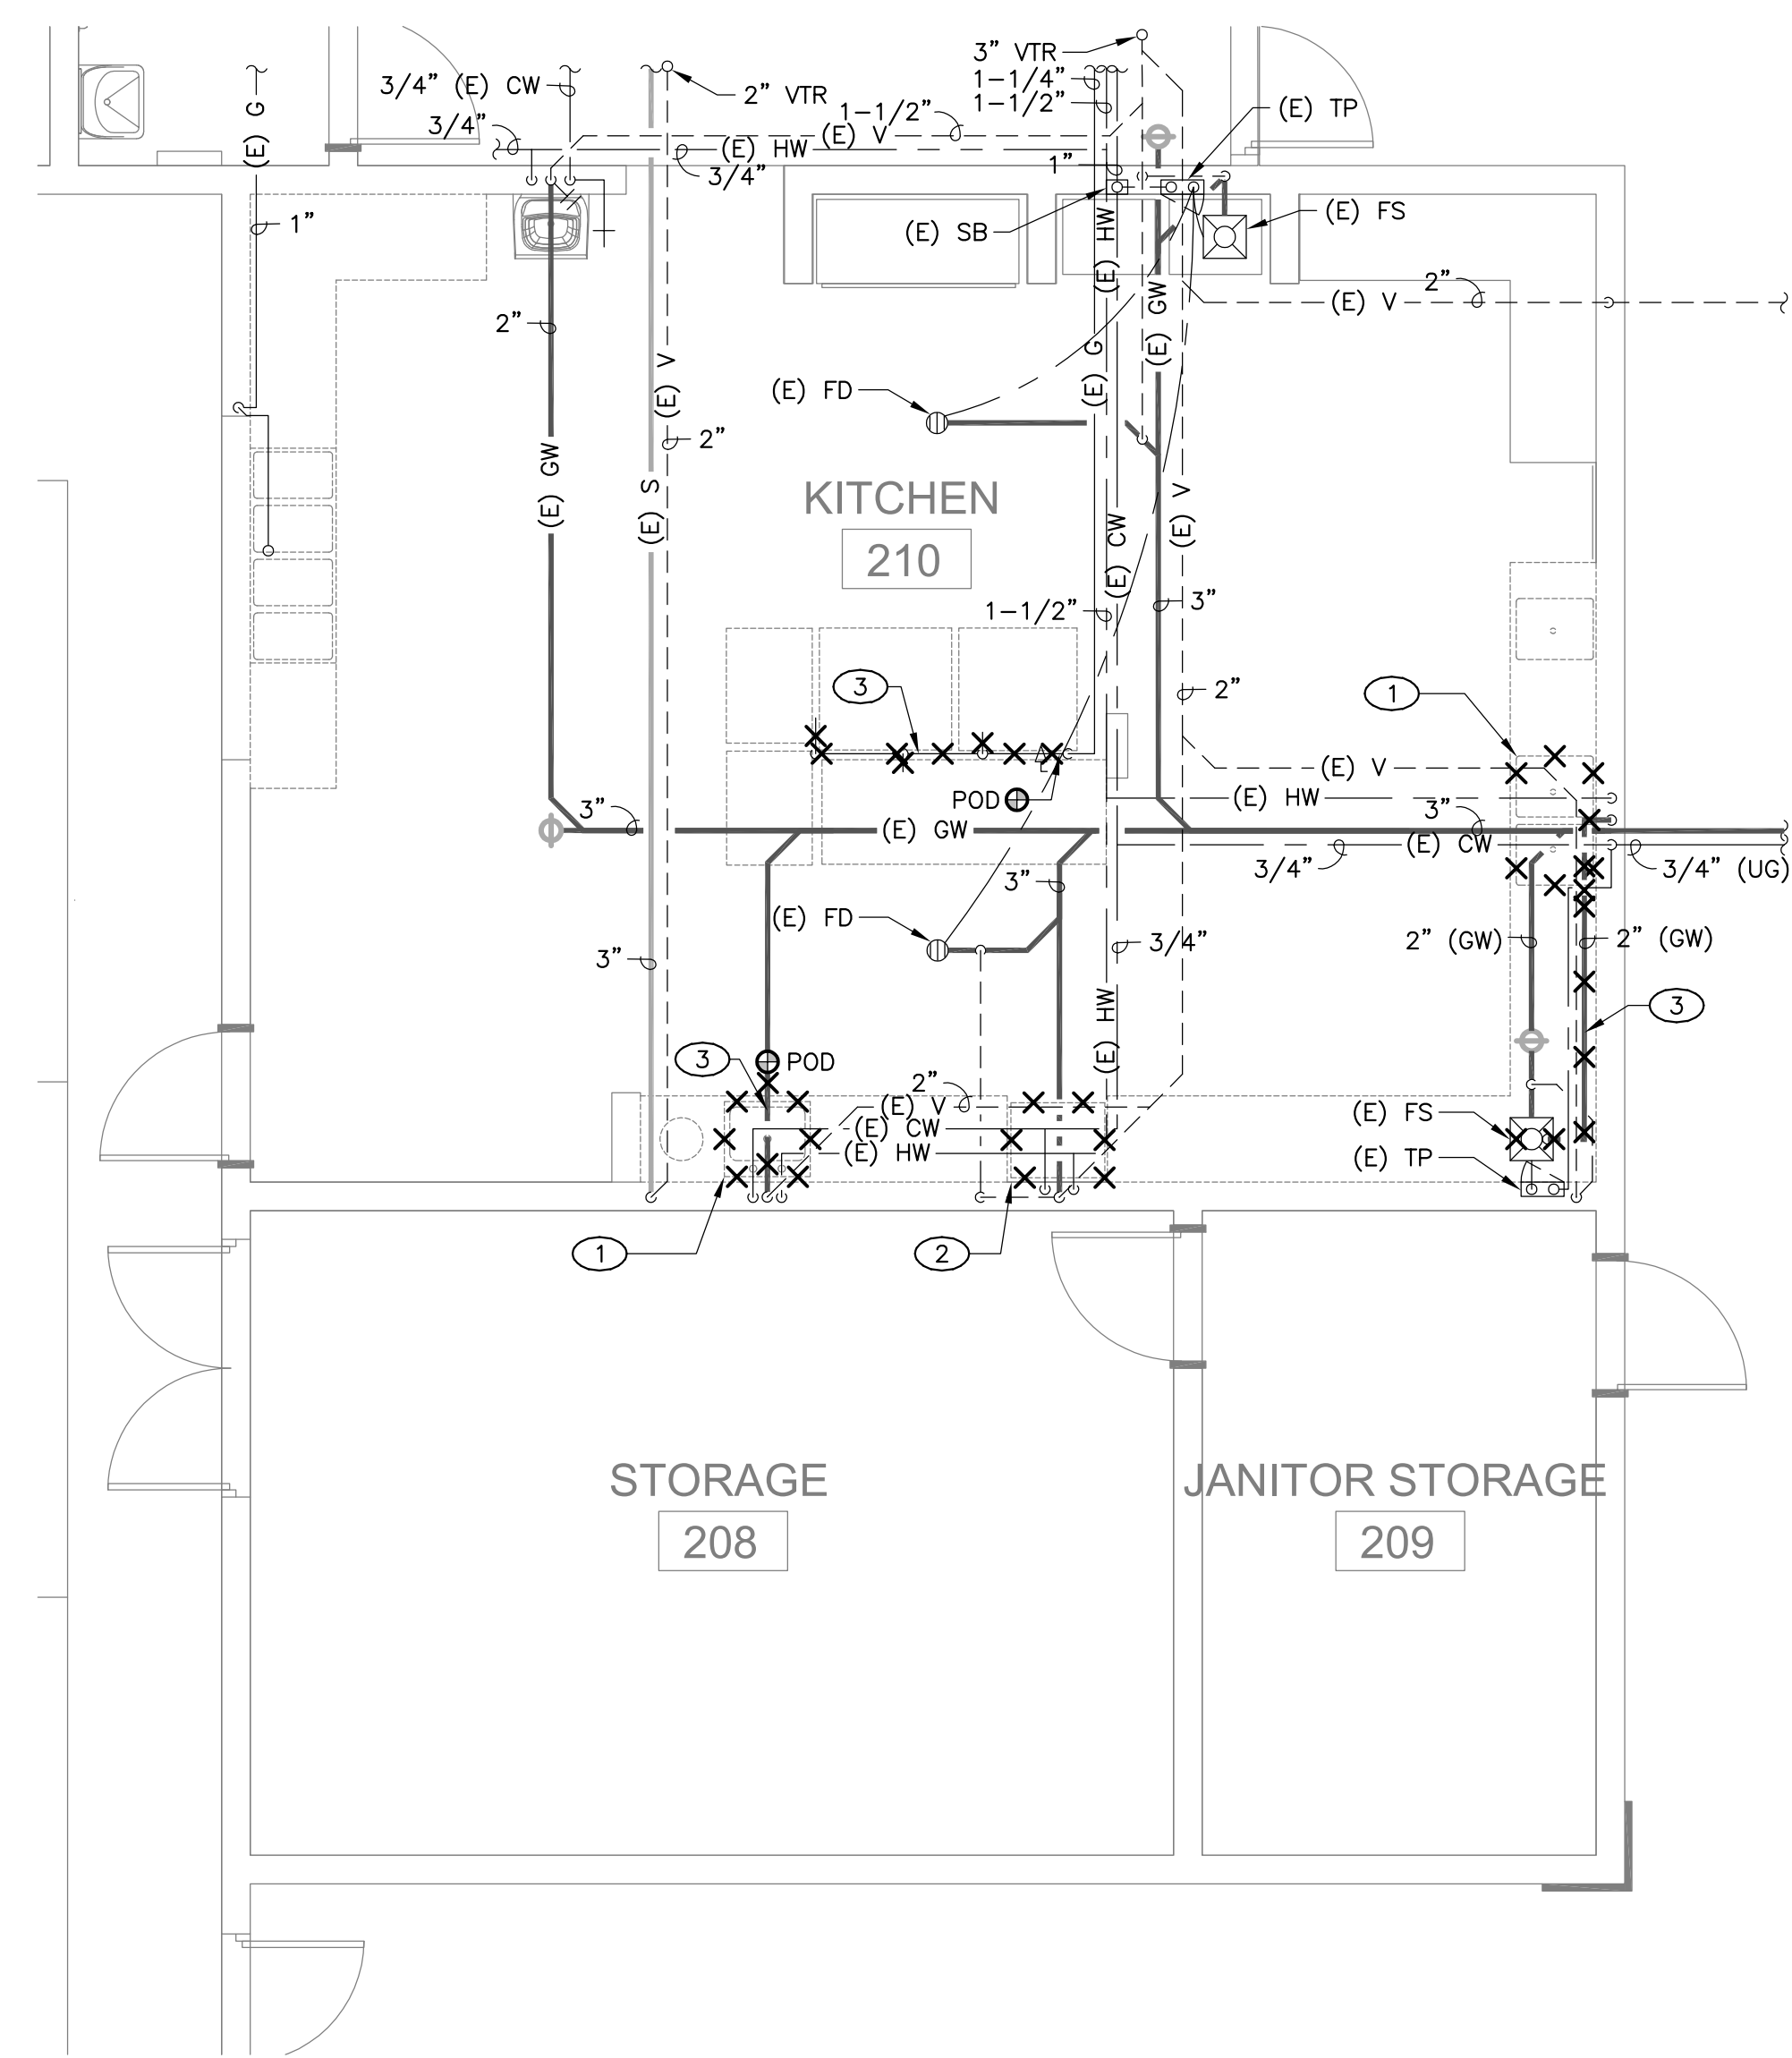 3" VTR
1-1/4"
1-1/2"
3/4" (E) CW
2" VTR
1-1/2"
(E) TP
3/4"
(E) V
(E) G
(E) HW
3/4"
1"
1"
(E) FS
(E) SB
(E) HW
(E) GW
2"
(E) V
2"
(E) G
(E) V
(E) FD
2"
(E) GW
(E) S
KITCHEN
210
(E) CW
(E) V
1-1/2"
3"
3
2"
1
(E) V
(E) HW
POD
3"
(E) GW
3"
(E) CW
3/4"
3/4" (UG)
3"
(E) FD
3"
3/4"
2" (GW)
2" (GW)
(E) HW
3
3
POD
2"
(E) V
(E) CW
(E) HW
(E) FS
(E) TP
1
2
STORAGE
208
JANITOR STORAGE
209